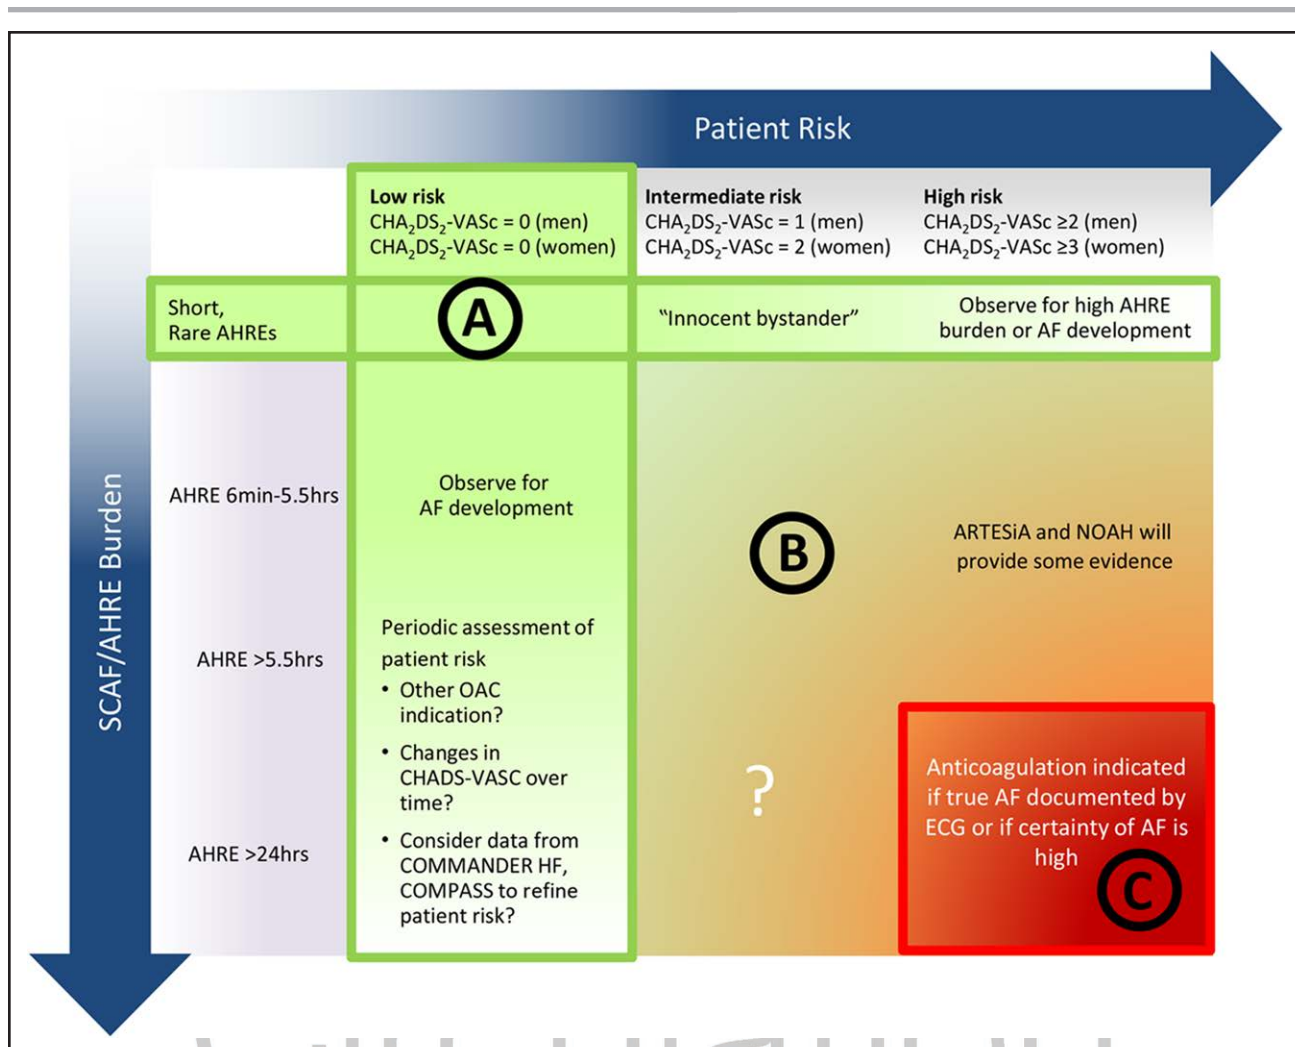 Patient Risk
Low risk
CHA₂DS₂-VASc = 0 (men)
CHA₂DS₂-VASc = 0 (women)
Intermediate risk
CHA₂DS₂-VASc = 1 (men)
CHA₂DS₂-VASc = 2 (women)
High risk
CHA₂DS₂-VASc ≥2 (men)
CHA₂DS₂-VASc ≥3 (women)
Short,
Rare AHREs
A
"Innocent bystander"
Observe for high AHRE
burden or AF development
SCAF/AHRE Burden
AHRE 6min-5.5hrs
Observe for
AF development
B
ARTESiA and NOAH will
provide some evidence
AHRE >5.5hrs
Periodic assessment of
patient risk
• Other OAC
indication?
• Changes in
CHADS-VASC over
time?
AHRE >24hrs
• Consider data from
COMMANDER HF,
COMPASS to refine
patient risk?
?
Anticoagulation indicated
if true AF documented by
ECG or if certainty of AF is
high
C